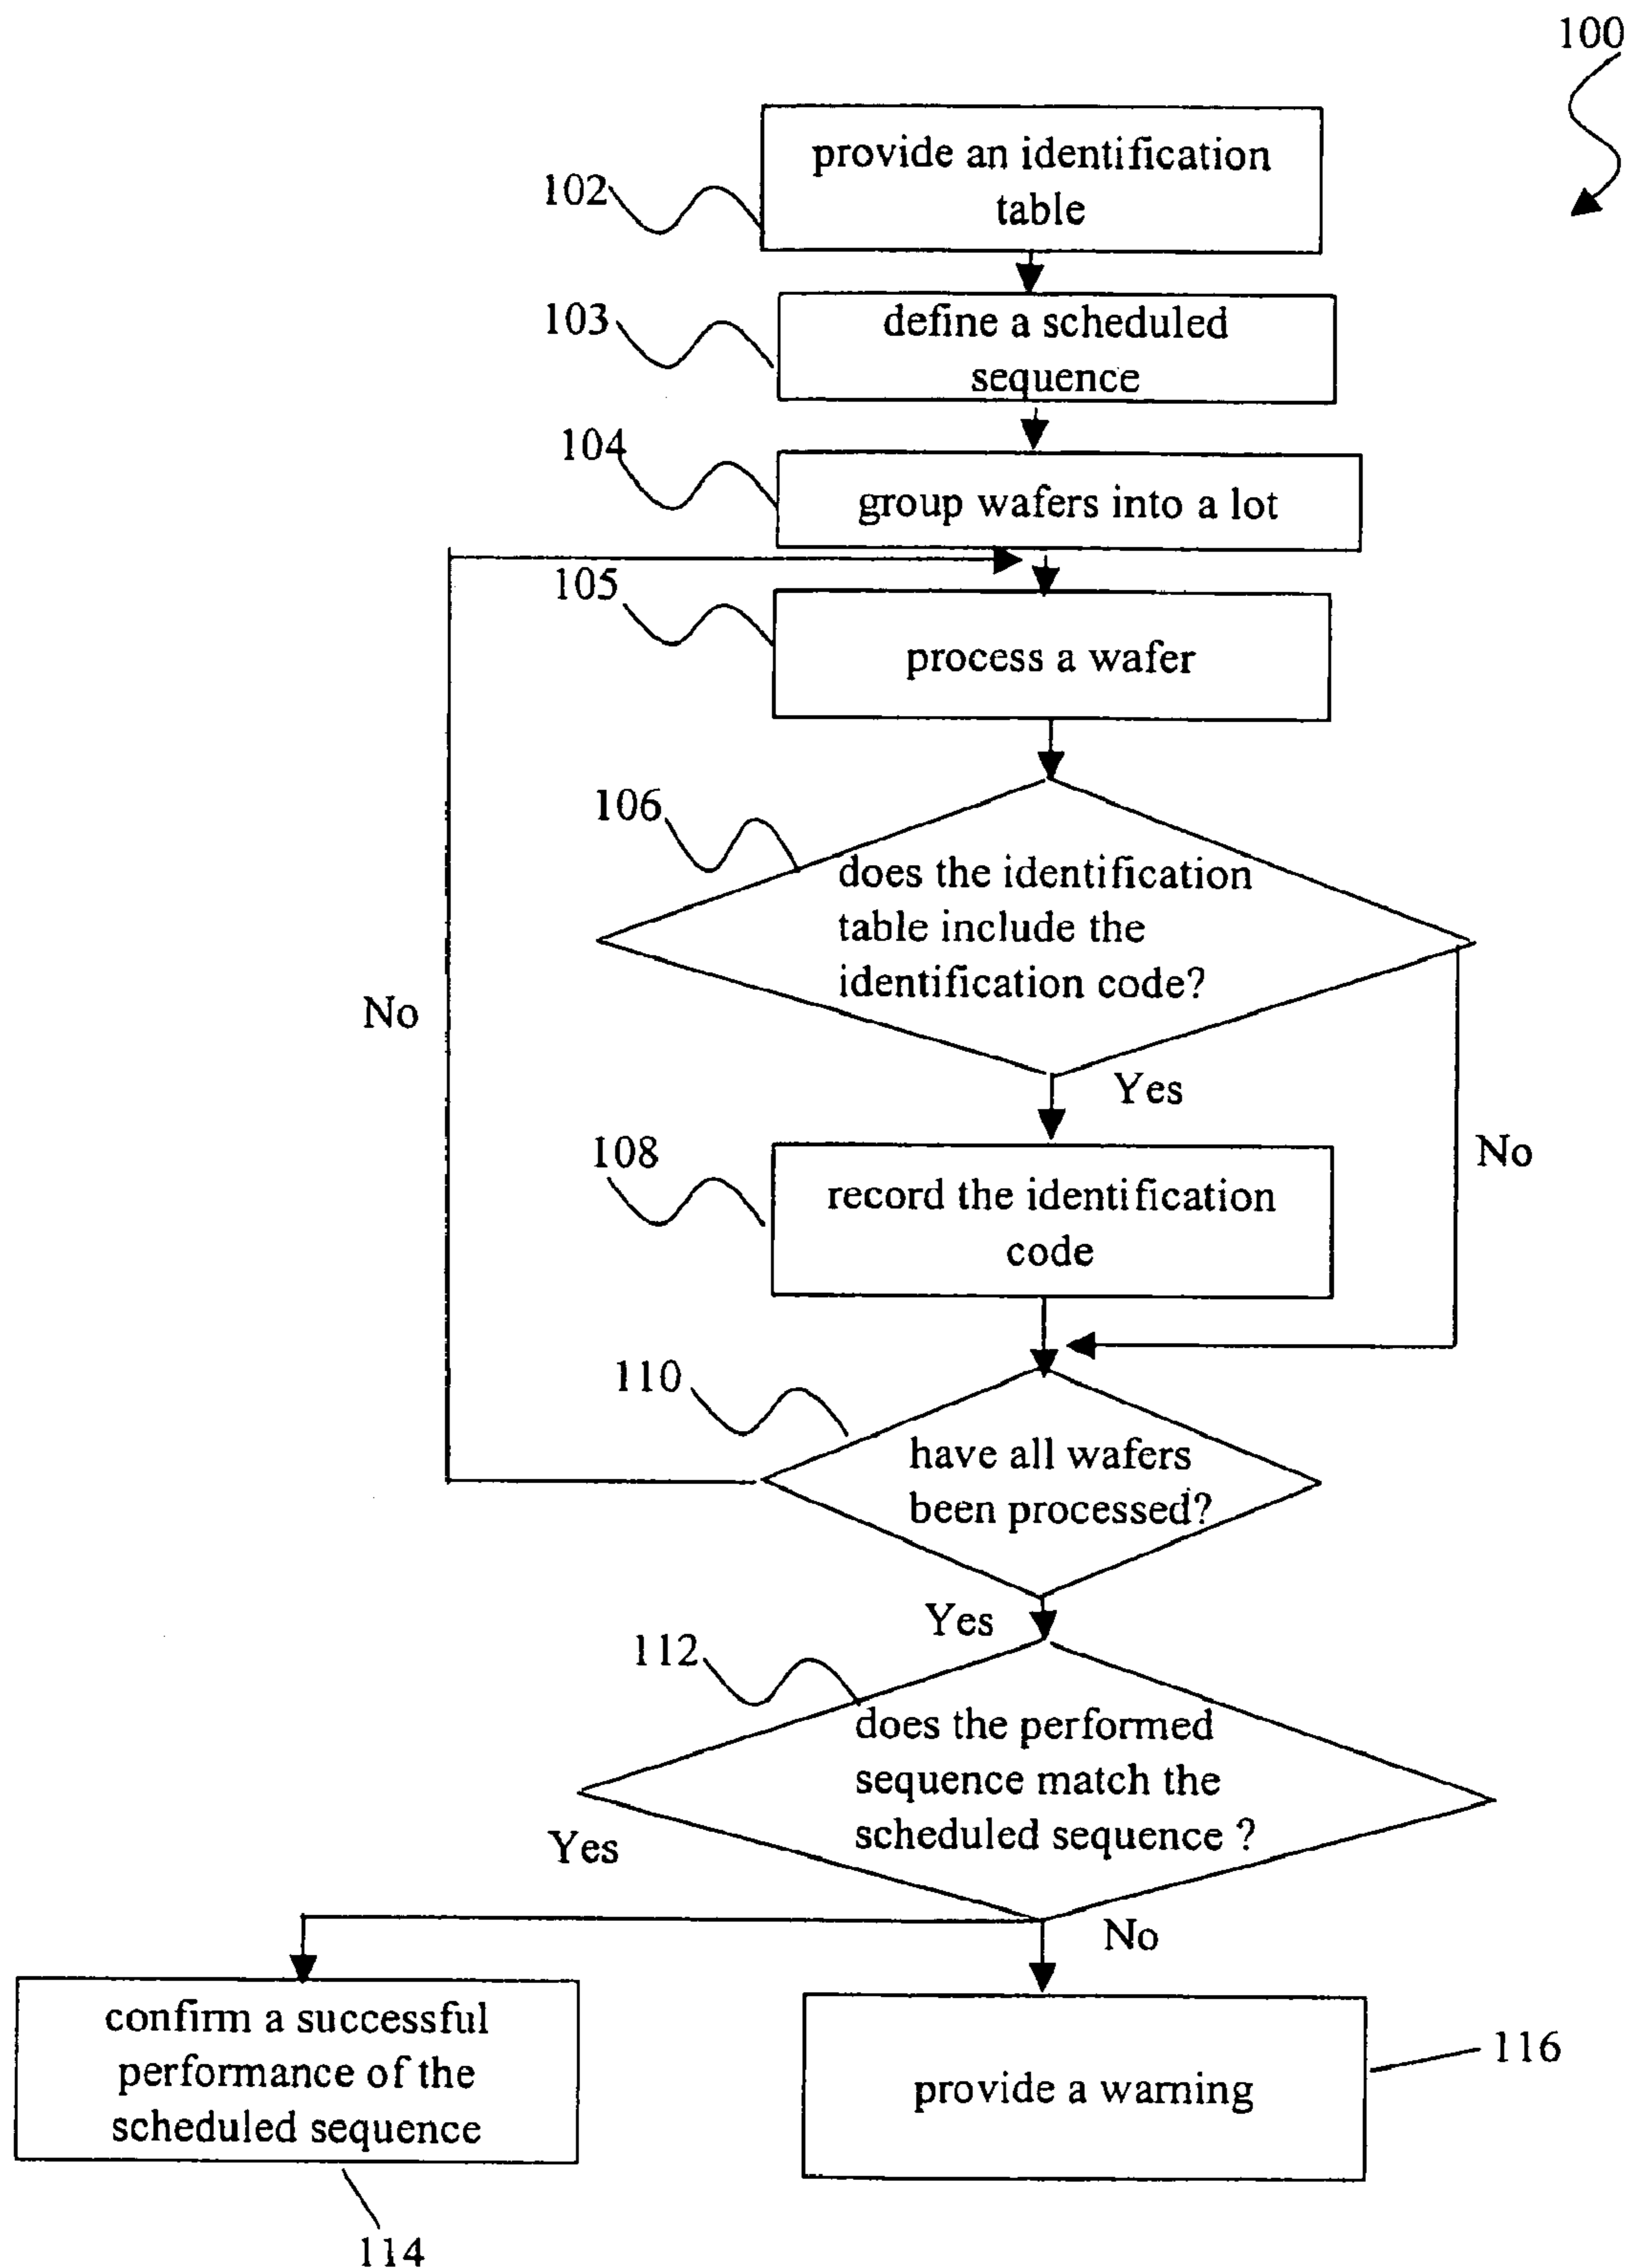 100
provide an identification
table
102
define a scheduled
sequence
103
104
group wafers into a lot
105
process a wafer
106
does the identification
table include the
identification code?
No
Yes
No
108
record the identification
code
110
have all wafers
been processed?
Yes
112
does the performed
sequence match the
scheduled sequence ?
Yes
No
confirm a successful
performance of the
scheduled sequence
provide a warning
116
114